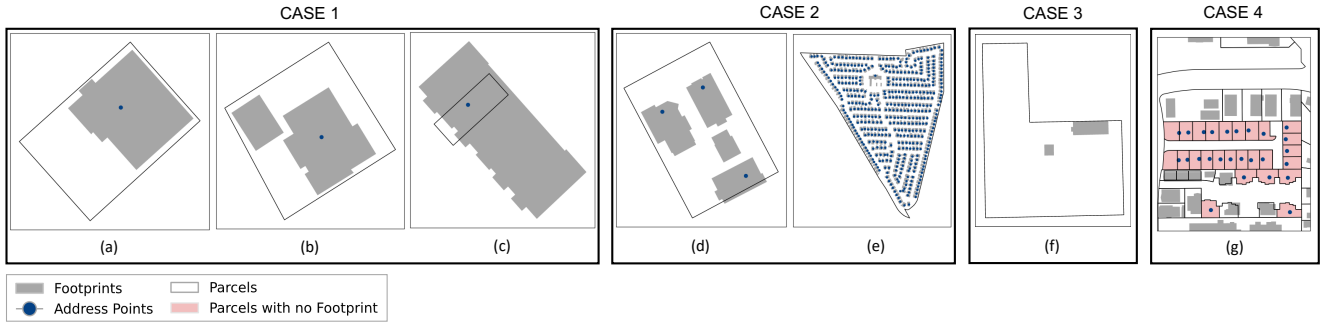 CASE 1
CASE 2
CASE 3
CASE 4
(a)
(b)
(c)
(d)
(e)
(f)
(g)
Footprints
Parcels
Address Points
Parcels with no Footprint